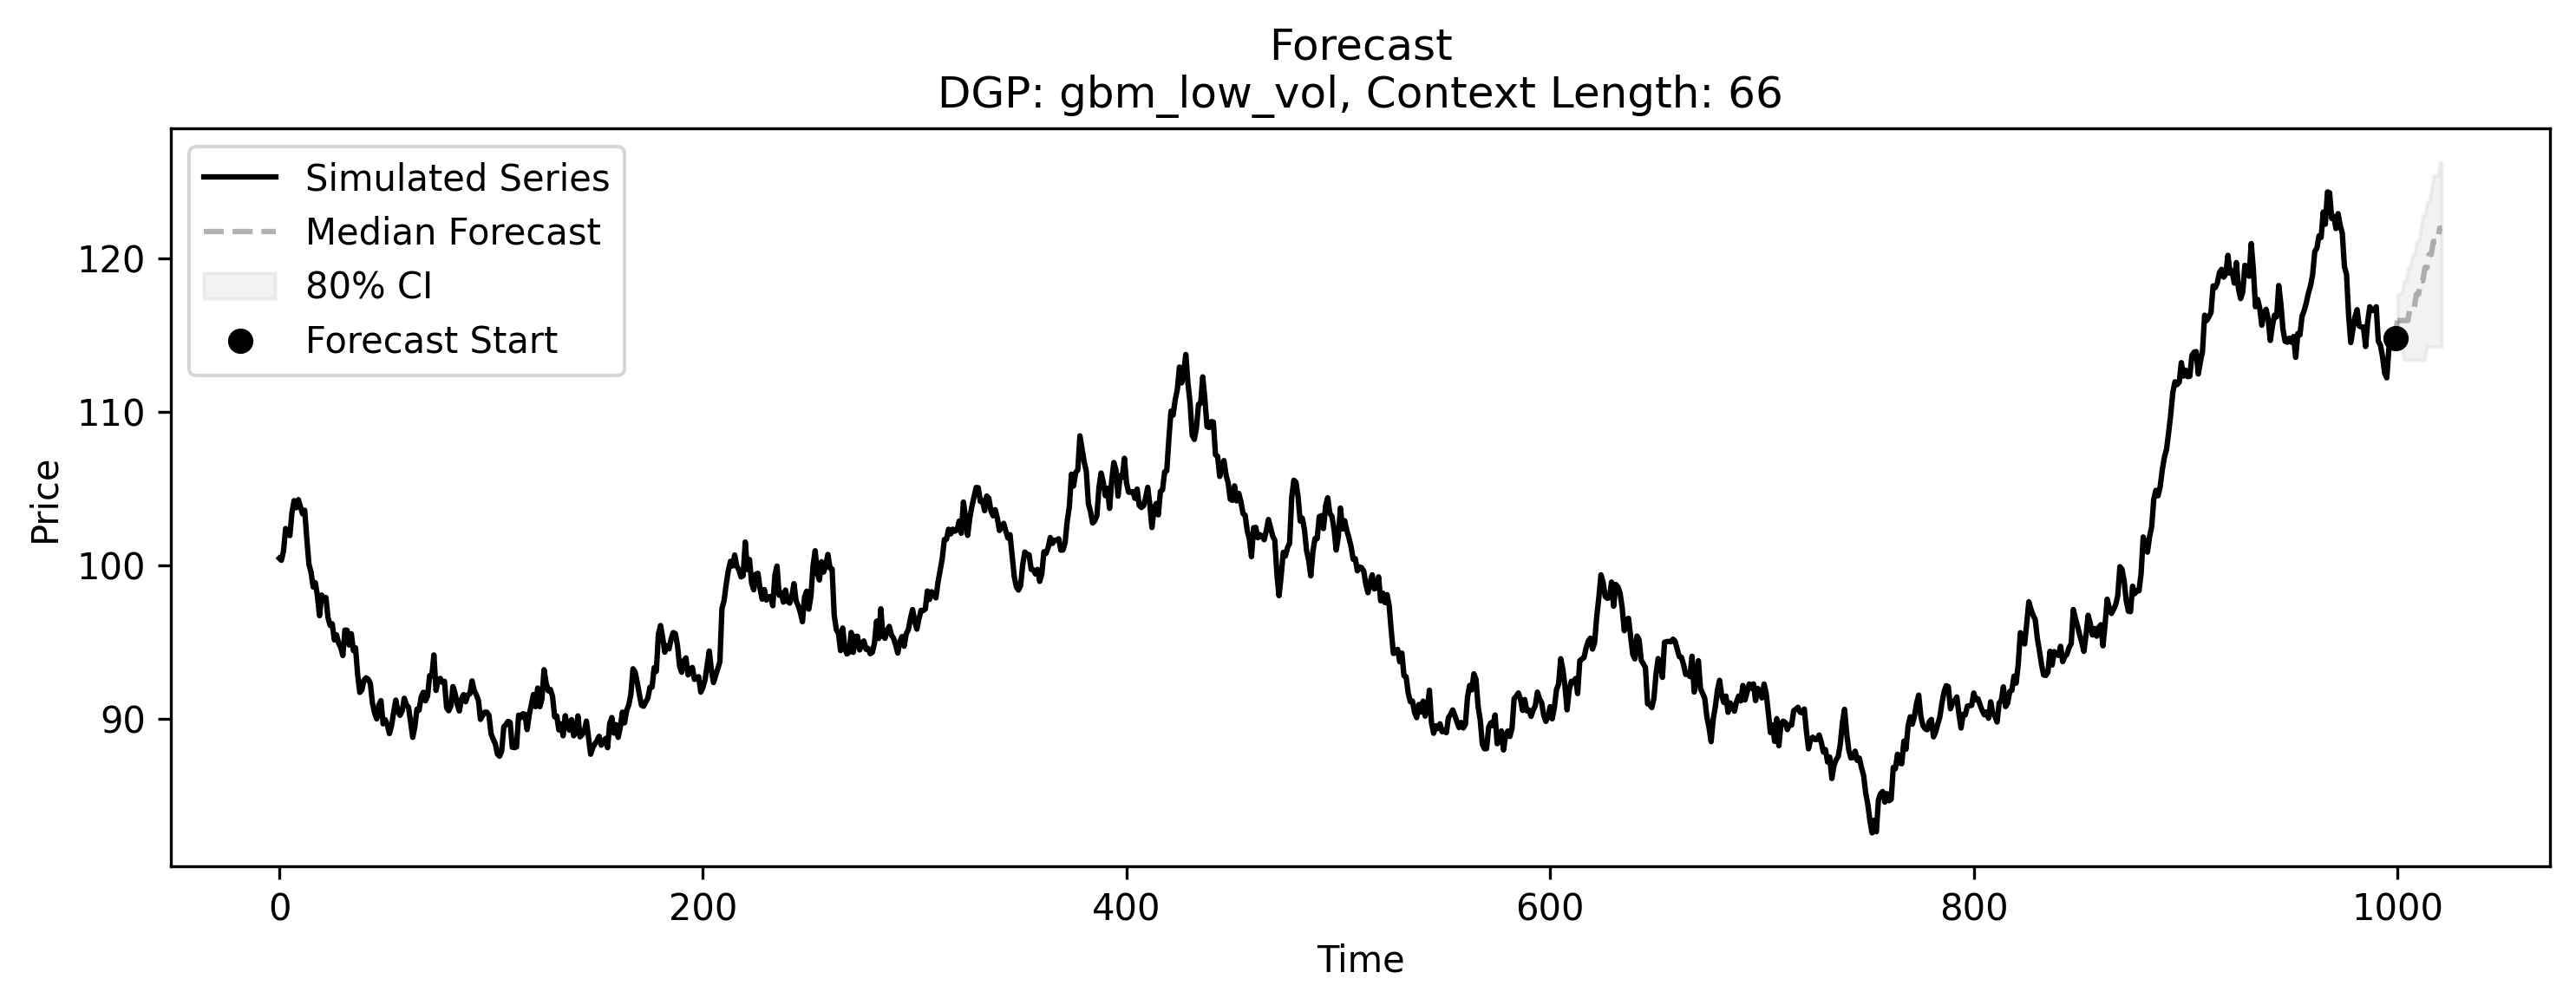 Forecast
DGP: gbm_low_vol, Context Length: 66
Simulated Series
Median Forecast
80% CI
Forecast Start
Price
120
110
100
90
0
200
400
600
800
1000
Time